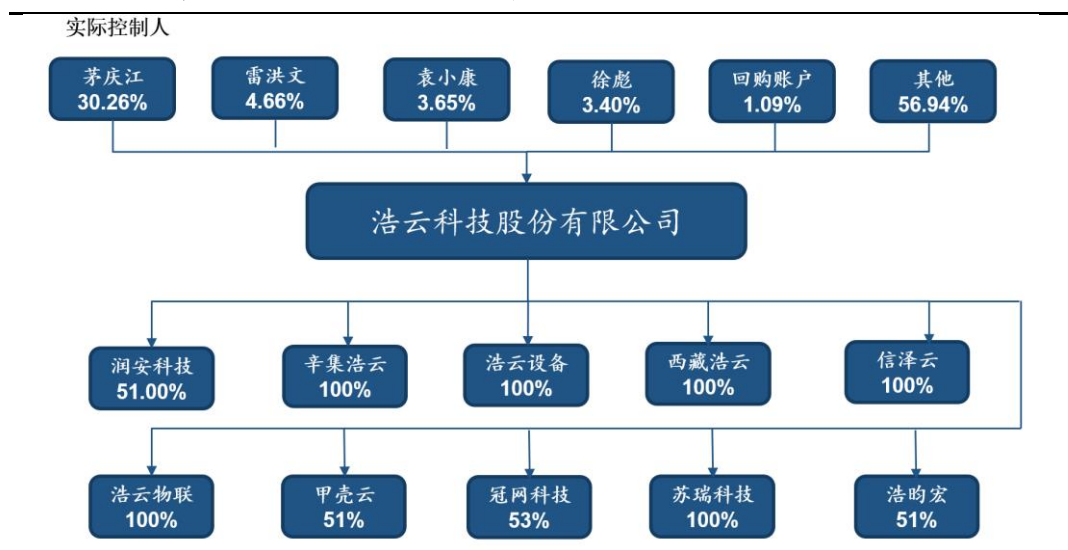 实际控制人
茅庆江
30.26%
雷洪文
4.66%
袁小康
3.65%
徐彪
3.40%
回购账户
1.09%
其他
56.94%
浩云科技股份有限公司
润安科技
51.00%
辛集浩云
100%
浩云设备
100%
西藏浩云
100%
信泽云
100%
浩云物联
100%
甲壳云
51%
冠网科技
53%
苏瑞科技
100%
浩昀宏
51%